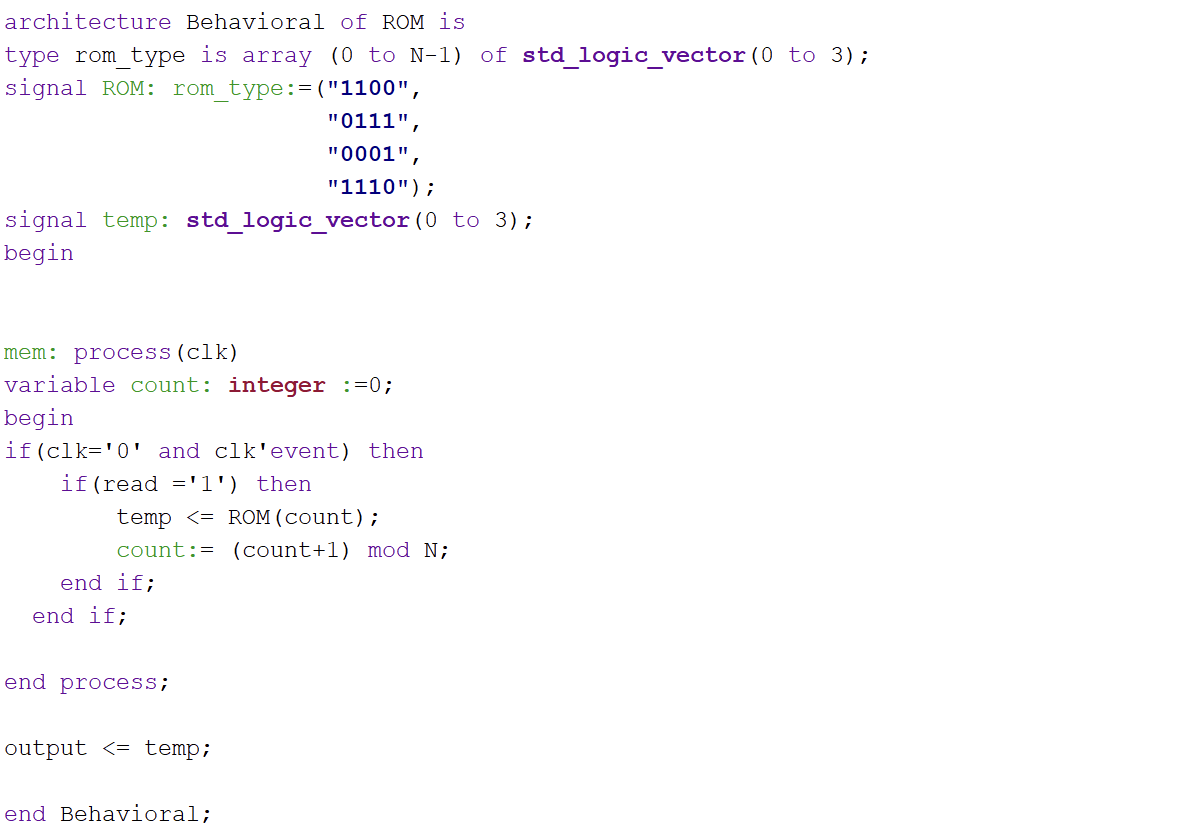 architecture Behavioral of ROM is
type rom_type is array (0 to N-1) of std_logic_vector(0 to 3);
signal ROM: rom_type:=("1100",
"0111",
"0001",
"1110");
signal temp: std_logic_vector(0 to 3);
begin
mem: process(clk)
variable count: integer :=0;
begin
if(clk='0' and clk'event) then
if(read ='1') then
temp <= ROM(count);
count:= (count+1) mod N;
end if;
end if;
end process;
output <= temp;
end Behavioral;